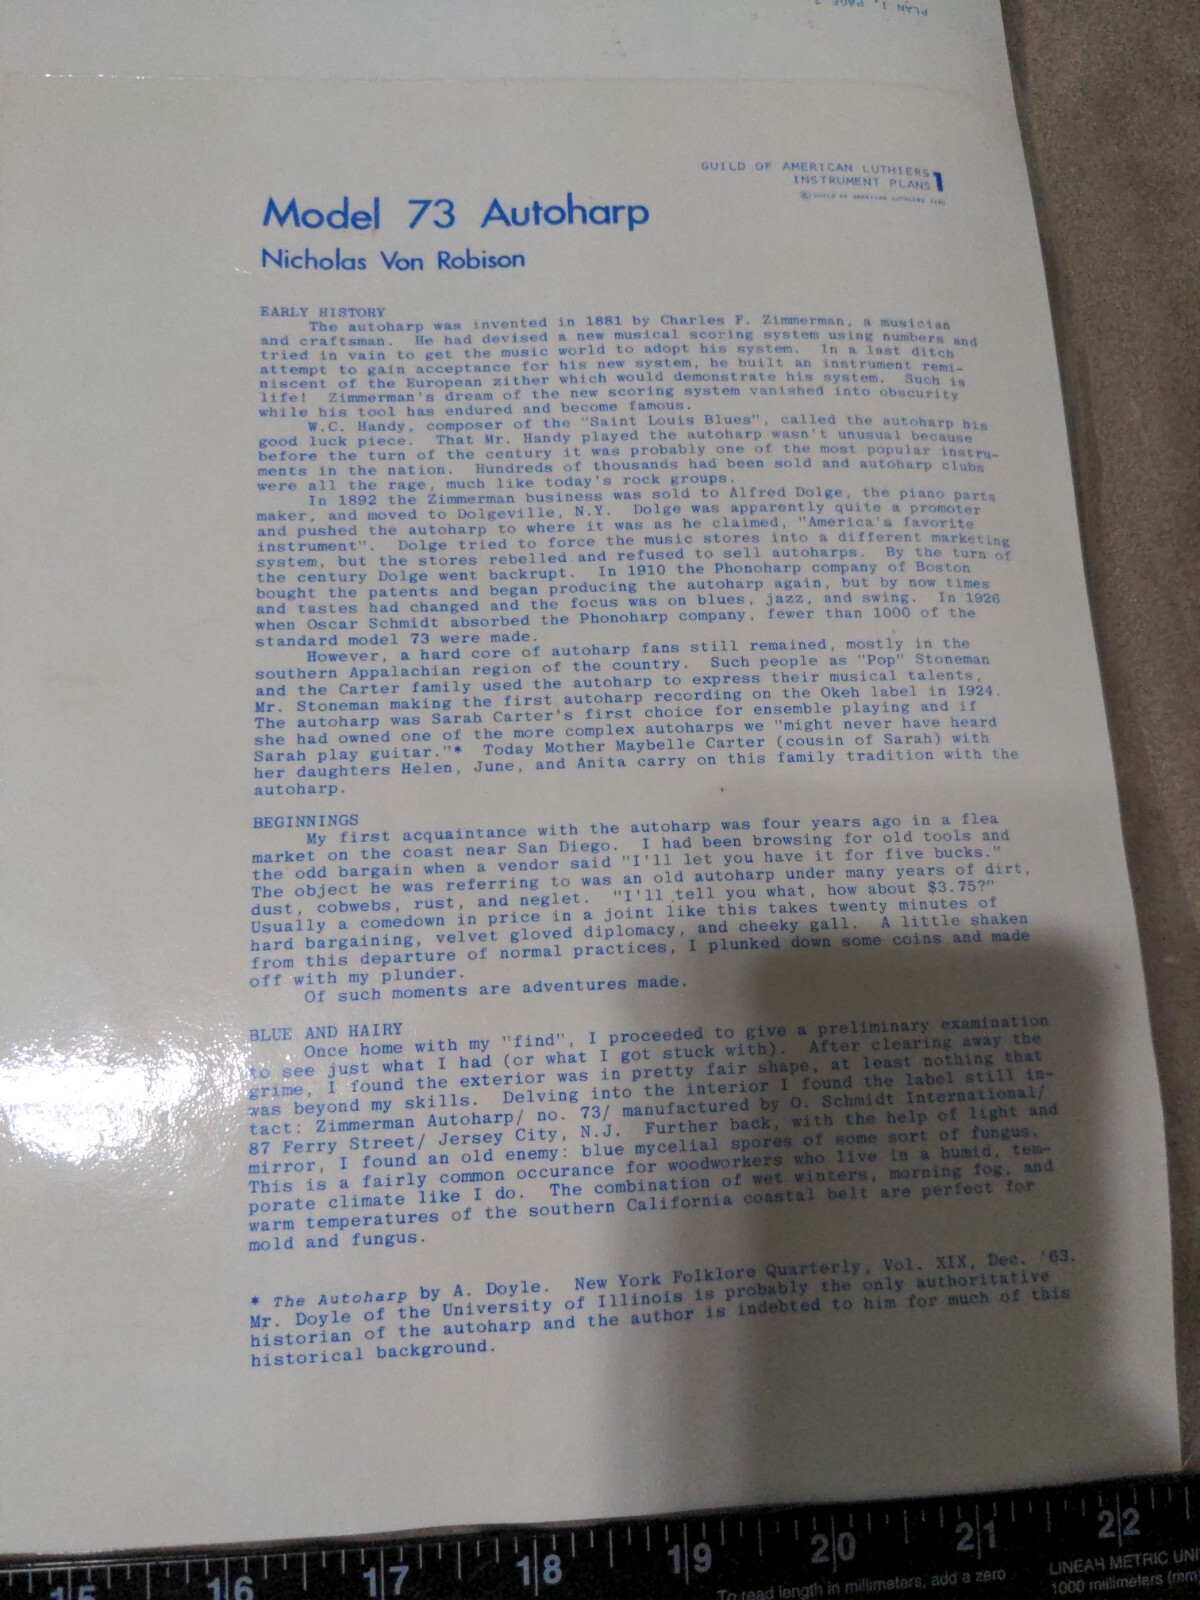 PLAN 1, PAGE 2
GUILD OF AMERICAN LUTHIERS
INSTRUMENT PLANS 1
© GUILD OF AMERICAN LUTHIERS
Model 73 Autoharp
Nicholas Von Robison
EARLY HISTORY
The autoharp was invented in 1881 by Charles F. Zimmerman, a musician
and craftsman. He had devised a new musical scoring system using numbers and
tried in vain to get the music world to adopt his system. In a last ditch
attempt to gain acceptance for his new system, he built an instrument remi-
niscent of the European zither which would demonstrate his system. Such is
life! Zimmerman's dream of the new scoring system vanished into obscurity
while his tool has endured and become famous.
W.C. Handy, composer of the "Saint Louis Blues", called the autoharp his
good luck piece. That Mr. Handy played the autoharp wasn't unusual because
before the turn of the century it was probably one of the most popular instru-
ments in the nation. Hundreds of thousands had been sold and autoharp clubs
were all the rage, much like today's rock groups.
In 1892 the Zimmerman business was sold to Alfred Dolge, the piano parts
maker, and moved to Dolgeville, N.Y. Dolge was apparently quite a promoter
and pushed the autoharp to where it was as he claimed, "America's favorite
instrument". Dolge tried to force the music stores into a different marketing
system, but the stores rebelled and refused to sell autoharps. By the turn of
the century Dolge went backrupt. In 1910 the Phonoharp company of Boston
bought the patents and began producing the autoharp again, but by now times
and tastes had changed and the focus was on blues, jazz, and swing. In 1926
when Oscar Schmidt absorbed the Phonoharp company, fewer than 1000 of the
standard model 73 were made.
However, a hard core of autoharp fans still remained, mostly in the
southern Appalachian region of the country. Such people as "Pop" Stoneman
and the Carter family used the autoharp to express their musical talents,
Mr. Stoneman making the first autoharp recording on the Okeh label in 1924.
The autoharp was Sarah Carter's first choice for ensemble playing and if
she had owned one of the more complex autoharps we "might never have heard
Sarah play guitar."* Today Mother Maybelle Carter (cousin of Sarah) with
her daughters Helen, June, and Anita carry on this family tradition with the
autoharp.
BEGINNINGS
My first acquaintance with the autoharp was four years ago in a flea
market on the coast near San Diego. I had been browsing for old tools and
the odd bargain when a vendor said "I'll let you have it for five bucks."
The object he was referring to was an old autoharp under many years of dirt,
dust, cobwebs, rust, and neglet. "I'll tell you what, how about $3.75?"
Usually a comedown in price in a joint like this takes twenty minutes of
hard bargaining, velvet gloved diplomacy, and cheeky gall. A little shaken
from this departure of normal practices, I plunked down some coins and made
off with my plunder.
Of such moments are adventures made.
BLUE AND HAIRY
Once home with my "find", I proceeded to give a preliminary examination
to see just what I had (or what I got stuck with). After clearing away the
grime, I found the exterior was in pretty fair shape, at least nothing that
was beyond my skills. Delving into the interior I found the label still in-
tact: Zimmerman Autoharp/ no. 73/ manufactured by O. Schmidt International/
87 Ferry Street/ Jersey City, N.J. Further back, with the help of light and
mirror, I found an old enemy: blue mycelial spores of some sort of fungus.
This is a fairly common occurance for woodworkers who live in a humid, tem-
porate climate like I do. The combination of wet winters, morning fog, and
warm temperatures of the southern California coastal belt are perfect for
mold and fungus.
* The Autoharp by A. Doyle. New York Folklore Quarterly, Vol. XIX, Dec. '63.
Mr. Doyle of the University of Illinois is probably the only authoritative
historian of the autoharp and the author is indebted to him for much of this
historical background.
15 16 17 18 19 20 21 22
To read length in millimeters, add a zero
LINEAR METRIC UNI
1000 millimeters (mm)